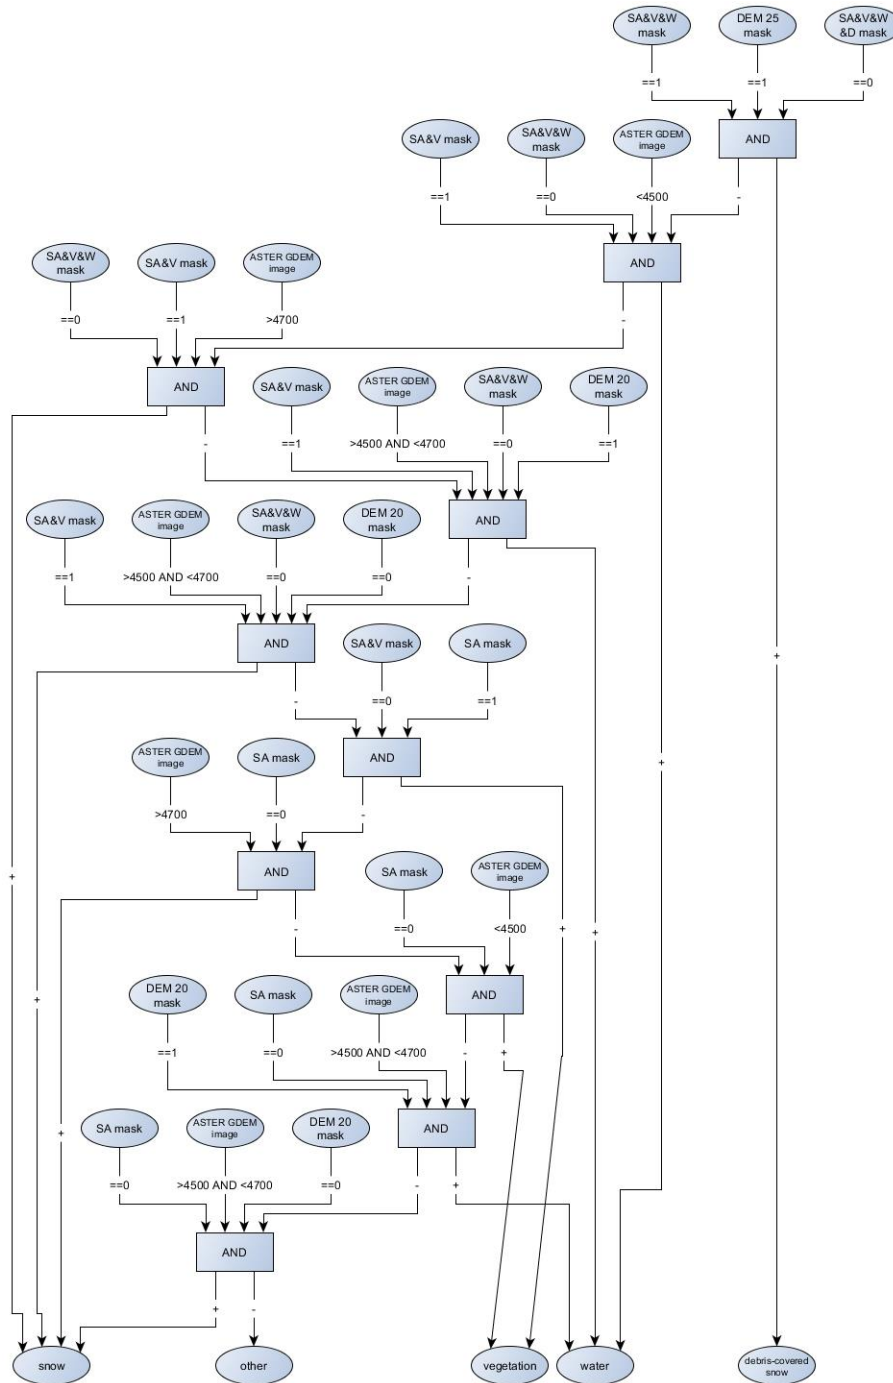 SA&V&W
mask
DEM 25
mask
SA&V&W
&D mask
==1
==1
==0
AND
SA&V mask
SA&V&W
mask
ASTER GDEM
image
==1
==0
<4500
-
AND
+
SA&V&W
mask
SA&V mask
ASTER GDEM
image
==0
==1
>4700
-
AND
+
SA&V mask
ASTER GDEM
image
SA&V&W
mask
DEM 20
mask
-
==1
>4500 AND <4700
==0
==1
AND
+
SA&V mask
ASTER GDEM
image
SA&V&W
mask
DEM 20
mask
==1
>4500 AND <4700
==0
==0
-
AND
+
SA&V mask
SA mask
-
==0
==1
AND
+
ASTER GDEM
image
SA mask
>4700
==0
-
AND
+
SA mask
ASTER GDEM
image
-
==0
<4500
AND
DEM 20
mask
SA mask
ASTER GDEM
image
==1
==0
>4500 AND <4700
-
+
AND
SA mask
ASTER GDEM
image
DEM 20
mask
==0
>4500 AND <4700
==0
-
+
AND
+
-
snow
other
vegetation
water
debris-covered
snow